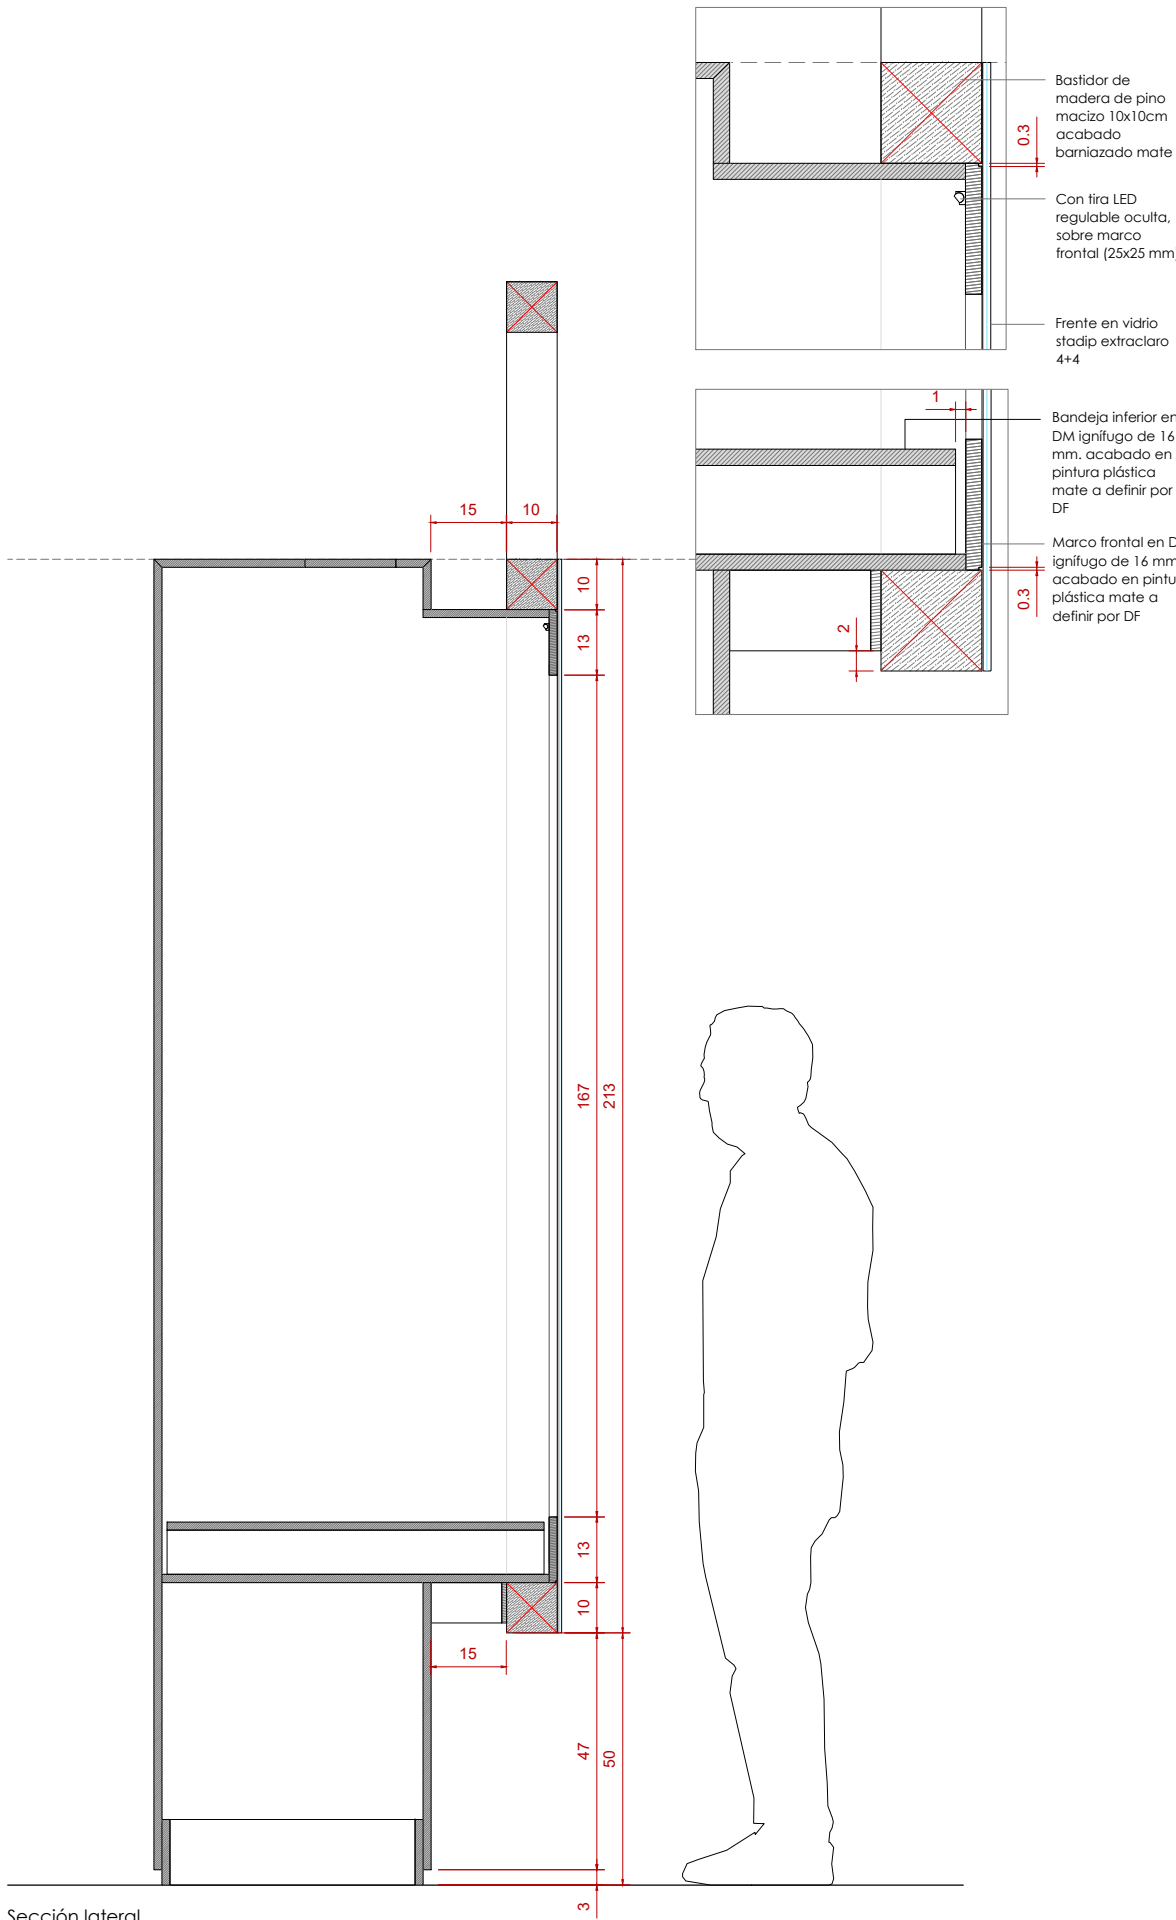 Bastidor de
madera de pino
macizo 10x10cm
acabado
barniazado mate
0.3
Con tira LED
regulable oculta,
sobre marco
frontal (25x25 mm)
Frente en vidrio
stadip extraclaro
4+4
1
Bandeja inferior en
DM ignífugo de 16
mm. acabado en
pintura plástica
mate a definir por
DF
Marco frontal en D
ignífugo de 16 mm
acabado en pintu
plástica mate a
definir por DF
0.3
2
15
10
10
13
167
213
13
10
15
47
50
3
Sección lateral